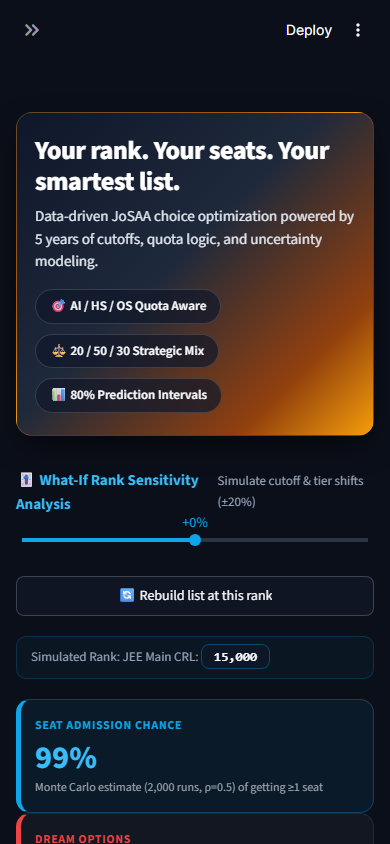 Deploy
Your rank. Your seats. Your
smartest list.
Data-driven JoSAA choice optimization powered by
5 years of cutoffs, quota logic, and uncertainty
modeling.
🎯 AI / HS / OS Quota Aware
⚖️ 20 / 50 / 30 Strategic Mix
📊 80% Prediction Intervals
What-If Rank Sensitivity
Analysis
Simulate cutoff & tier shifts
(±20%)
+0%
🔄 Rebuild list at this rank
Simulated Rank: JEE Main CRL: 15,000
SEAT ADMISSION CHANCE
99%
Monte Carlo estimate (2,000 runs, ρ=0.5) of getting ≥1 seat
DREAM OPTIONS